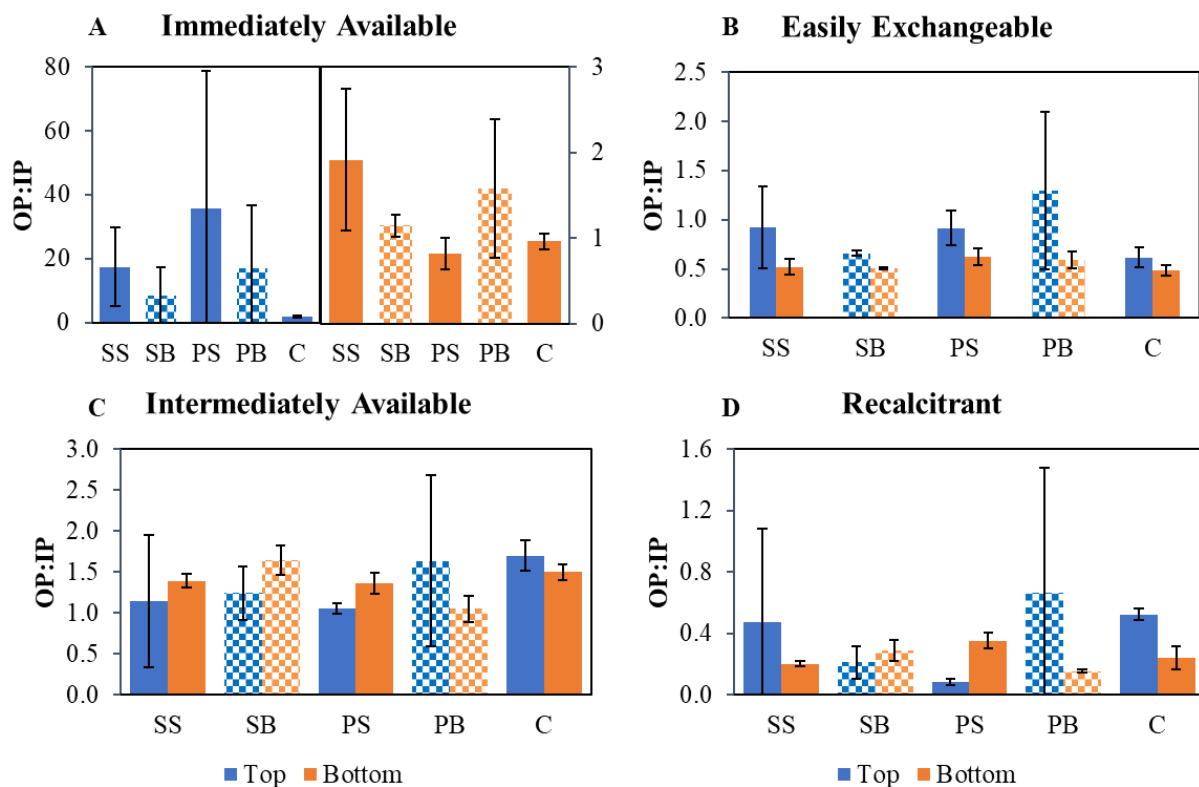 A Immediately Available
80
60
40
20
0
OP:IP
3
2
1
0
SS SB PS PB C SS SB PS PB C
B Easily Exchangeable
2.5
2.0
1.5
1.0
0.5
0.0
OP:IP
SS SB PS PB C
C Intermediately Available
3.0
2.5
2.0
1.5
1.0
0.5
0.0
OP:IP
SS SB PS PB C
Top Bottom
D Recalcitrant
1.6
1.2
0.8
0.4
0.0
OP:IP
SS SB PS PB C
Top Bottom